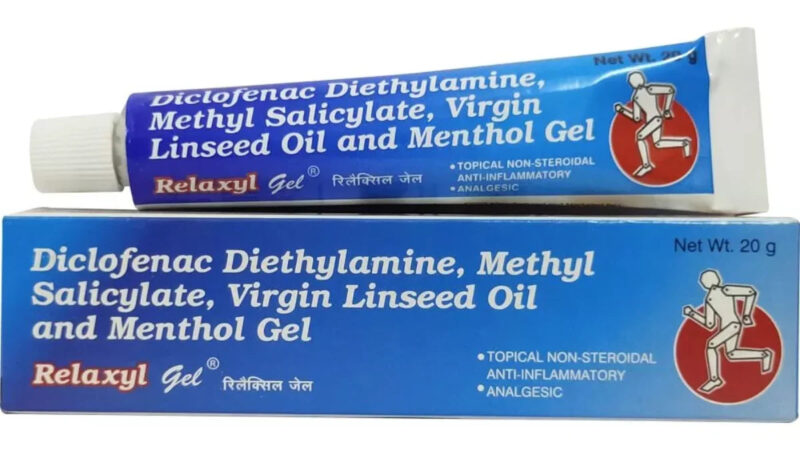 Net Wt. 20 g
Diclofenac Diethylamine,
Methyl Salicylate, Virgin
Linseed Oil and Menthol Gel
Relaxyl Gel® रिलैक्सिल जेल
• TOPICAL NON-STEROIDAL
ANTI-INFLAMMATORY
• ANALGESIC
Net Wt. 20 g
Diclofenac Diethylamine, Methyl
Salicylate, Virgin Linseed Oil
and Menthol Gel
Relaxyl Gel® रिलैक्सिल जेल
• TOPICAL NON-STEROIDAL
ANTI-INFLAMMATORY
• ANALGESIC